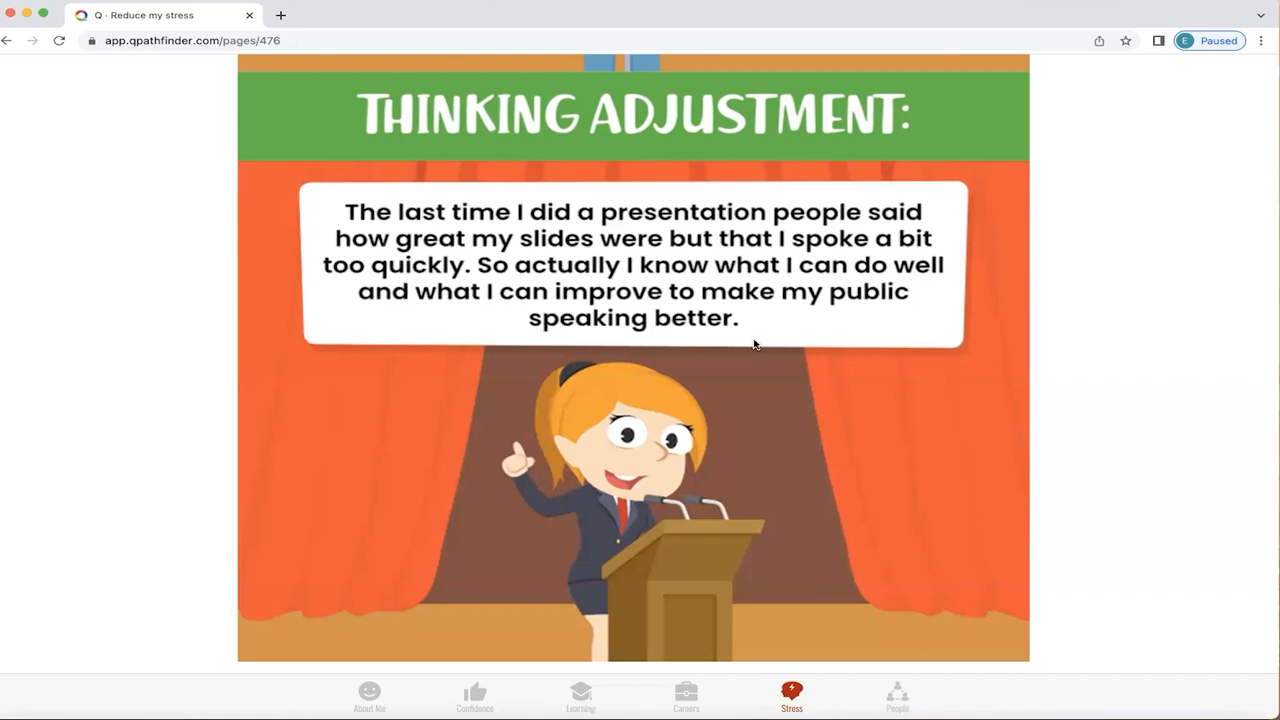 Q · Reduce my stress
app.qpathfinder.com/pages/476
E Paused
THINKING ADJUSTMENT:
The last time I did a presentation people said
how great my slides were but that I spoke a bit
too quickly. So actually I know what I can do well
and what I can improve to make my public
speaking better.
About Me Confidence Learning Careers Stress People